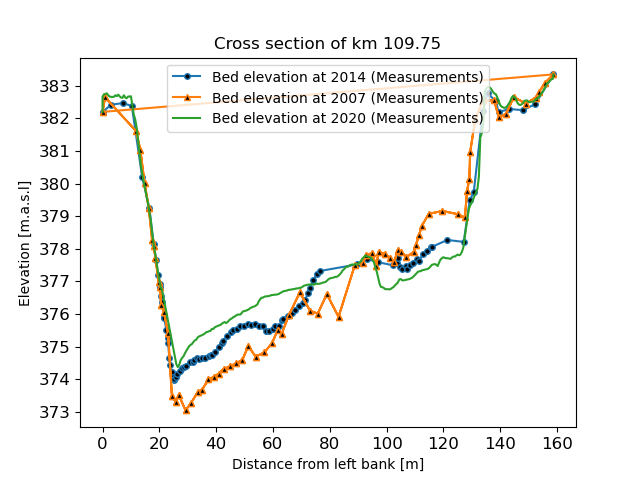 Cross section of km 109.75
Bed elevation at 2014 (Measurements)
Bed elevation at 2007 (Measurements)
Bed elevation at 2020 (Measurements)
Elevation [m.a.s.l]
383
382
381
380
379
378
377
376
375
374
373
0 20 40 60 80 100 120 140 160
Distance from left bank [m]